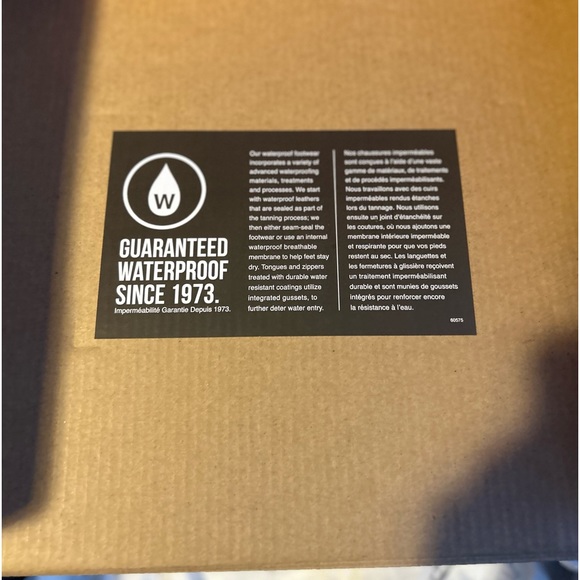 W
GUARANTEED
WATERPROOF
SINCE 1973.
Imperméabilité Garantie Depuis 1973.
Our waterproof footwear
incorporates a variety of
advanced waterproofing
materials, treatments
and processes. We start
with waterproof leathers
that are sealed as part of
the tanning process; we
then either seam-seal the
footwear or use an internal
waterproof breathable
membrane to help feet stay
dry. Tongues and zippers
treated with durable water
resistant coatings utilize
integrated gussets, to
further deter water entry.
Nos chaussures imperméables
sont conçues à l'aide d'une vaste
gamme de matériaux, de traitements
et de procédés imperméabilisants.
Nous travaillons avec des cuirs
imperméables rendus étanches
lors du tannage. Nous utilisons
ensuite un joint d'étanchéité sur
les coutures, où nous ajoutons une
membrane intérieure imperméable
et respirante pour que vos pieds
restent au sec. Les languettes et
les fermetures à glissière reçoivent
un traitement imperméabilisant
durable et sont munies de goussets
intégrés pour renforcer encore
la résistance à l'eau.
60575